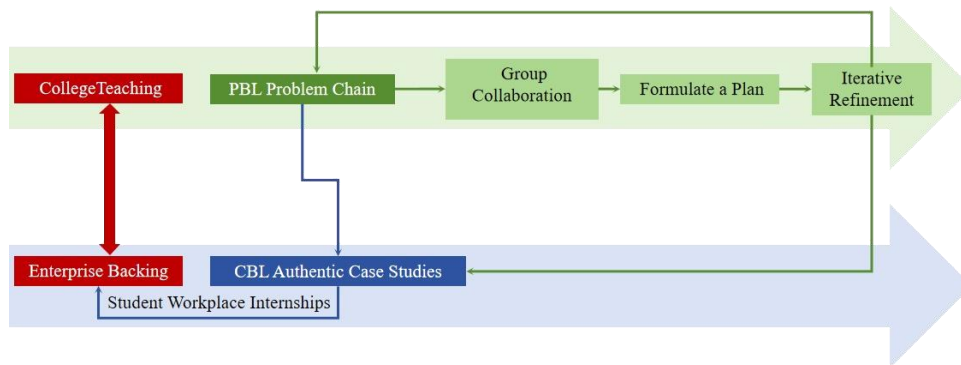 CollegeTeaching
PBL Problem Chain
Group
Collaboration
Formulate a Plan
Iterative
Refinement
Enterprise Backing
CBL Authentic Case Studies
Student Workplace Internships